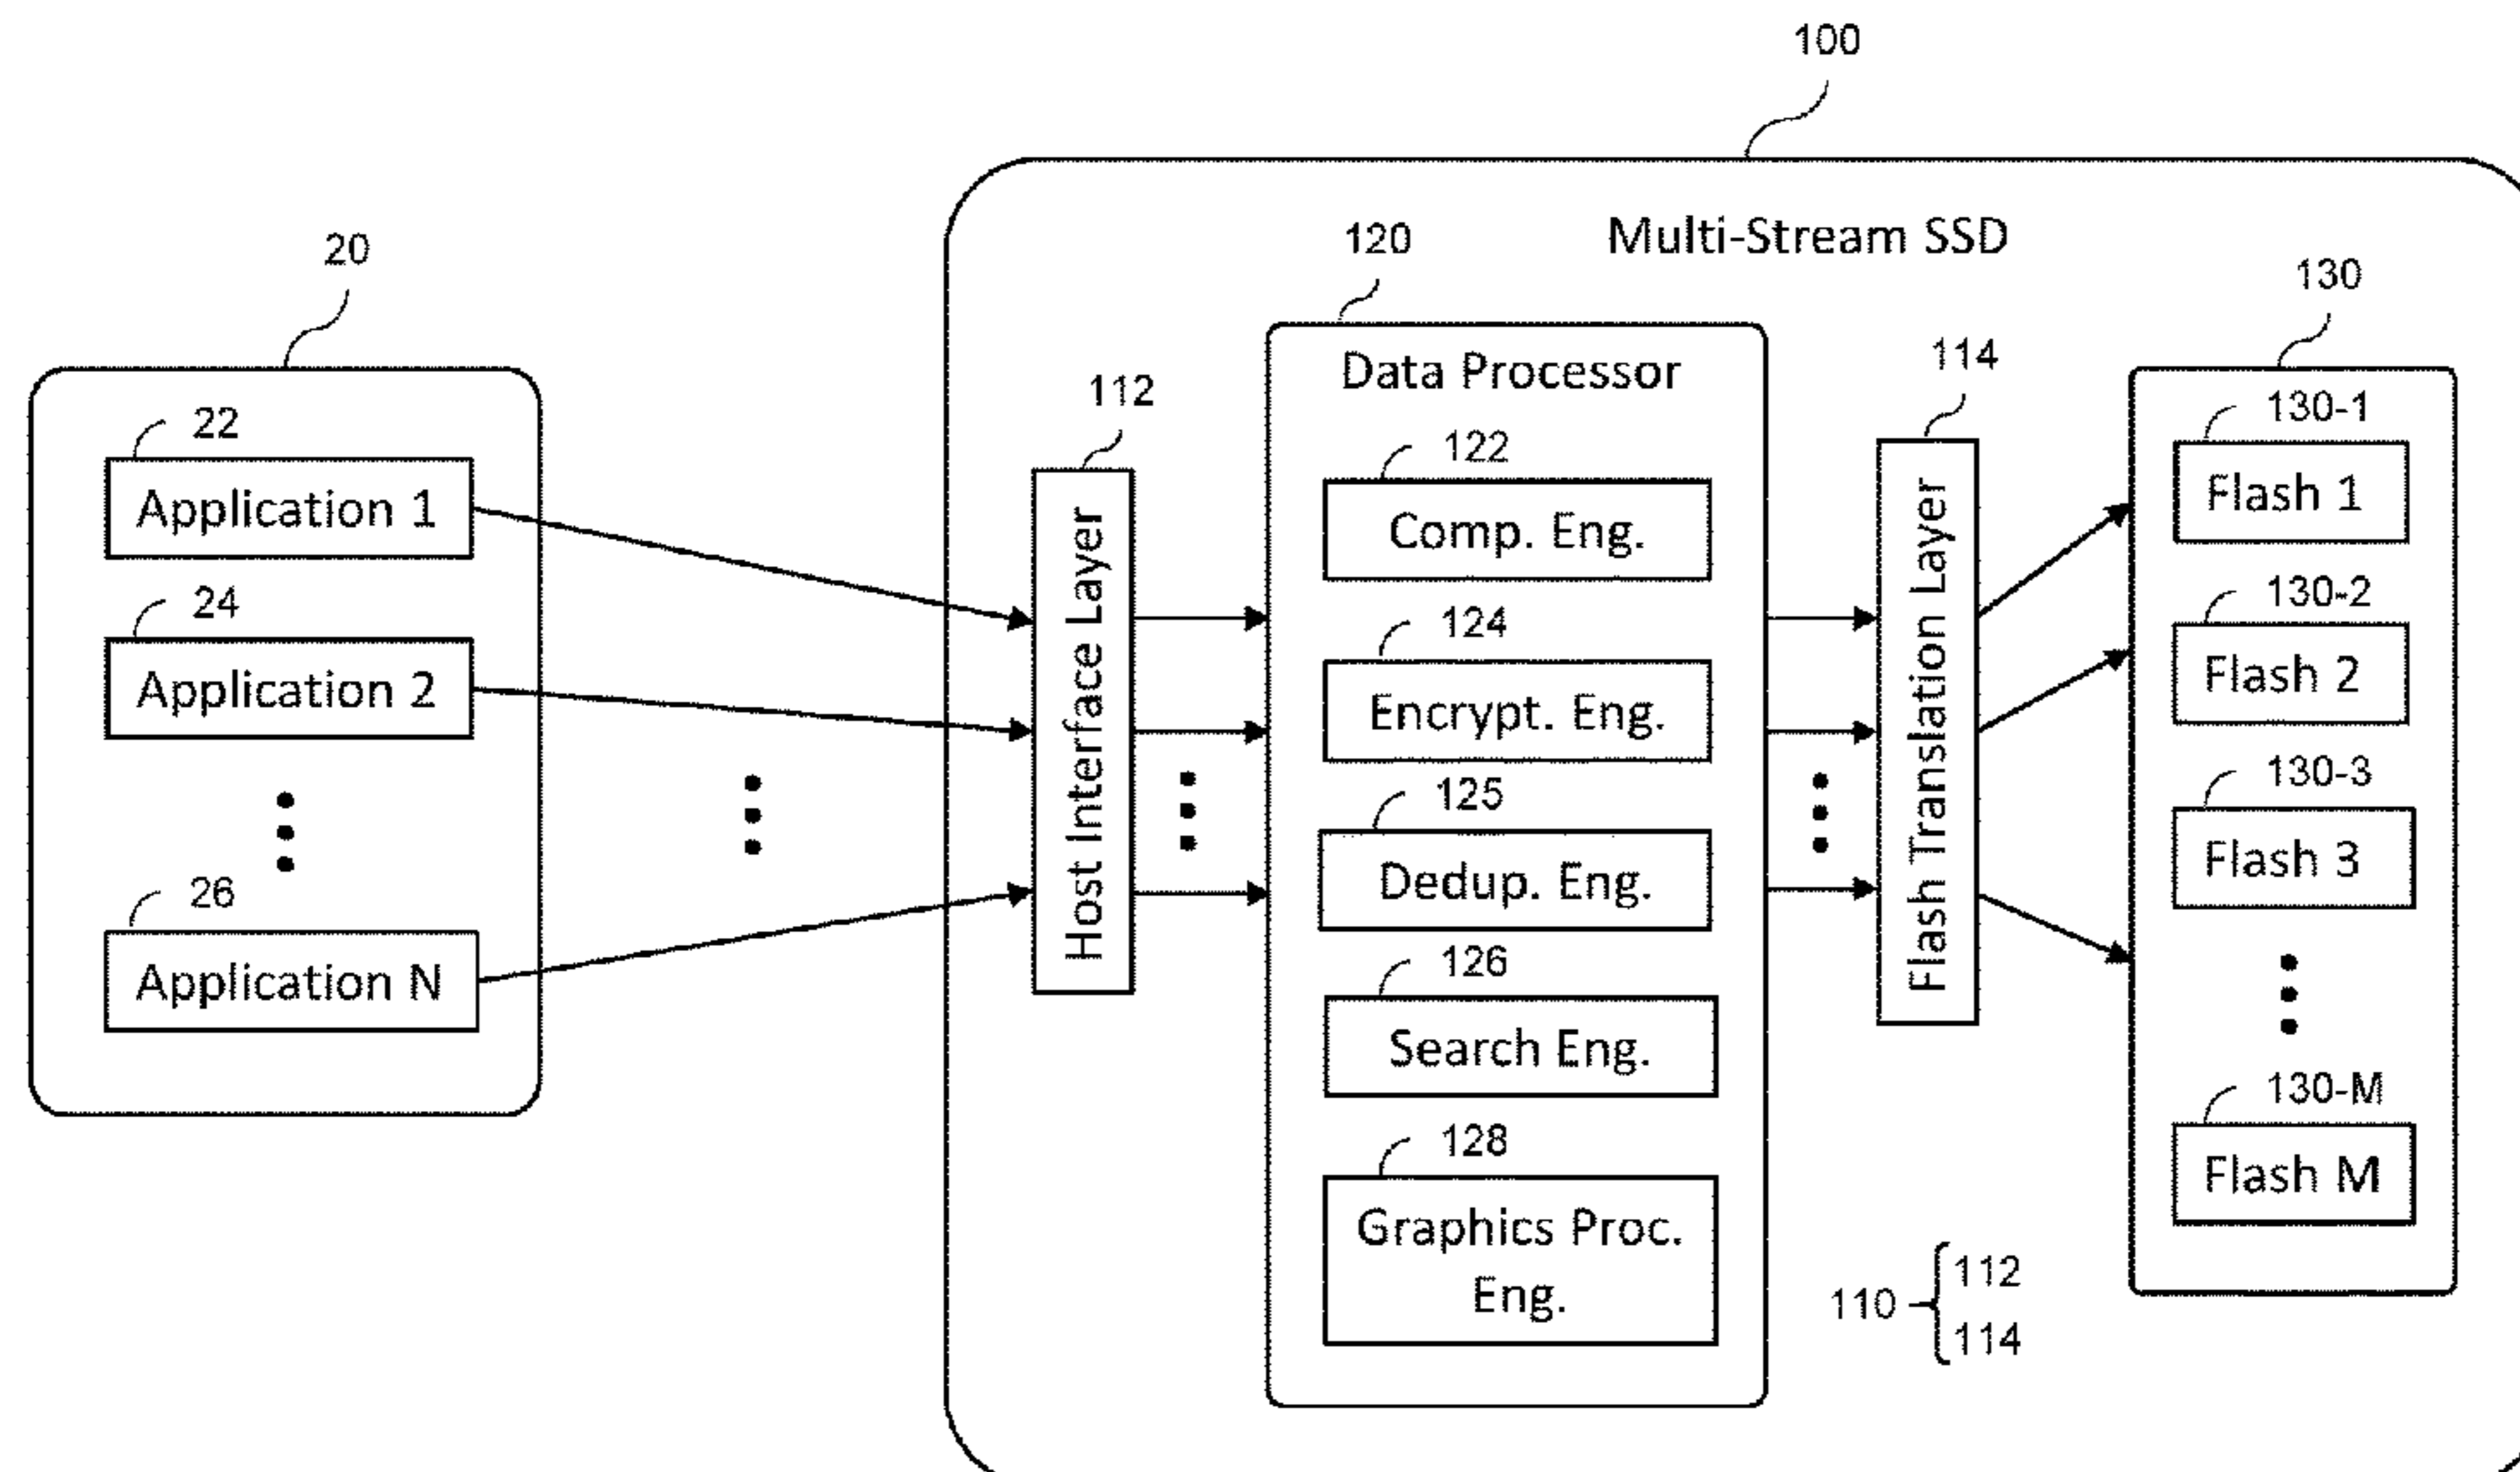 100
Multi-Stream SSD
20
22
Application 1
24
Application 2
26
Application N
112
Host Interface Layer
120
Data Processor
122
Comp. Eng.
124
Encrypt. Eng.
125
Dedup. Eng.
126
Search Eng.
128
Graphics Proc.
Eng.
114
Flash Translation Layer
130
130-1
Flash 1
130-2
Flash 2
130-3
Flash 3
130-M
Flash M
110
112
114